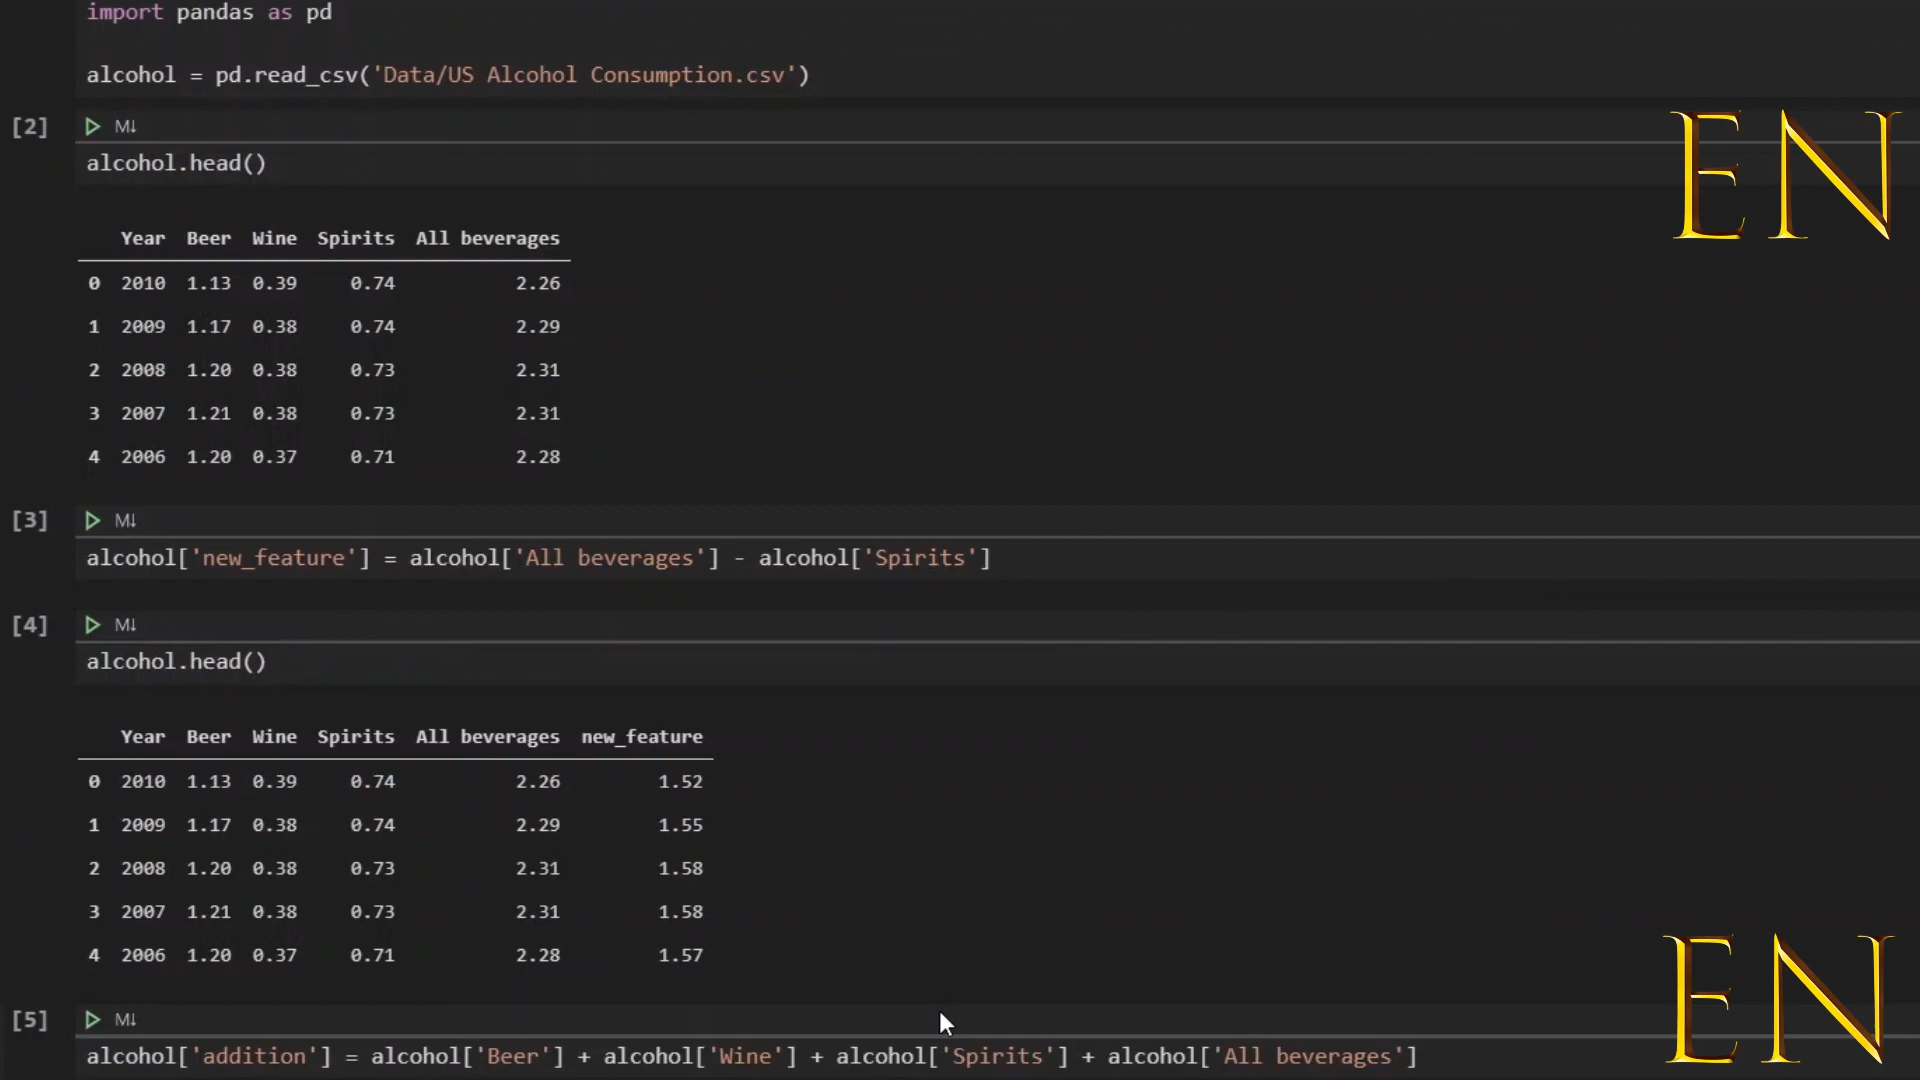 import pandas as pd
alcohol = pd.read_csv('Data/US Alcohol Consumption.csv')
[2] M↓
EN
alcohol.head()
Year Beer Wine Spirits All beverages
0 2010 1.13 0.39 0.74 2.26
1 2009 1.17 0.38 0.74 2.29
2 2008 1.20 0.38 0.73 2.31
3 2007 1.21 0.38 0.73 2.31
4 2006 1.20 0.37 0.71 2.28
[3] M↓
alcohol['new_feature'] = alcohol['All beverages'] - alcohol['Spirits']
[4] M↓
alcohol.head()
Year Beer Wine Spirits All beverages new_feature
0 2010 1.13 0.39 0.74 2.26 1.52
1 2009 1.17 0.38 0.74 2.29 1.55
2 2008 1.20 0.38 0.73 2.31 1.58
3 2007 1.21 0.38 0.73 2.31 1.58
4 2006 1.20 0.37 0.71 2.28 1.57
EN
[5] M↓
alcohol['addition'] = alcohol['Beer'] + alcohol['Wine'] + alcohol['Spirits'] + alcohol['All beverages']